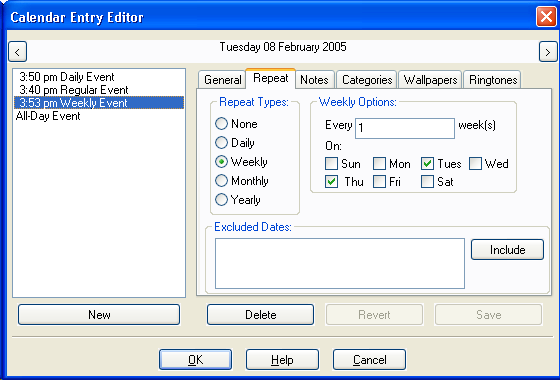 Calendar Entry Editor
< Tuesday 08 February 2005 >
3:50 pm Daily Event
3:40 pm Regular Event
3:53 pm Weekly Event
All-Day Event
General Repeat Notes Categories Wallpapers Ringtones
Repeat Types:
None
Daily
Weekly
Monthly
Yearly
Weekly Options:
Every 1 week(s)
On:
Sun Mon Tues Wed
Thu Fri Sat
Excluded Dates:
Include
New Delete Revert Save
OK Help Cancel